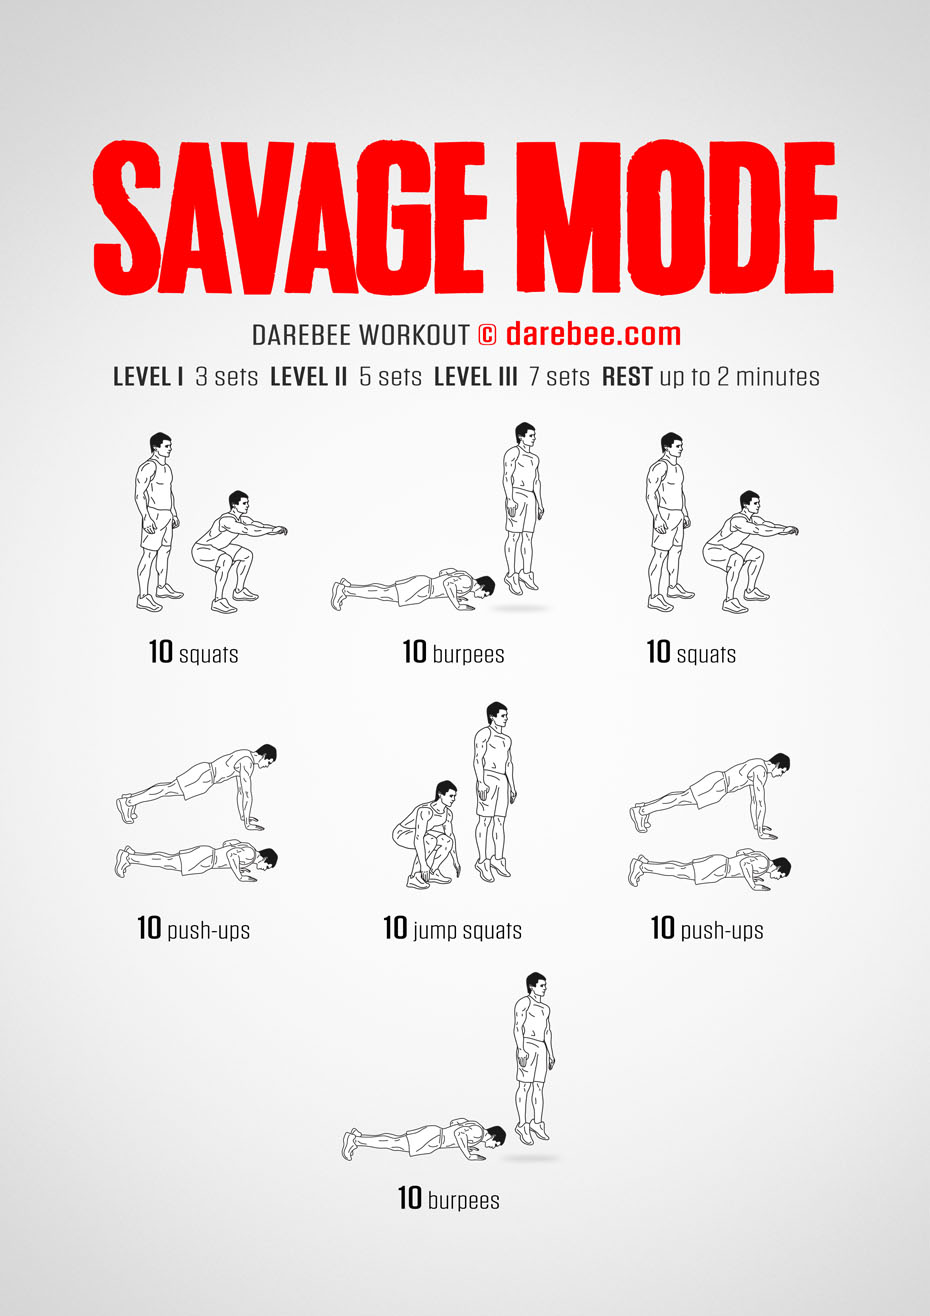 SAVAGE MODE
DAREBEE WORKOUT © darebee.com
LEVEL I 3 sets LEVEL II 5 sets LEVEL III 7 sets REST up to 2 minutes
10 squats
10 burpees
10 squats
10 push-ups
10 jump squats
10 push-ups
10 burpees